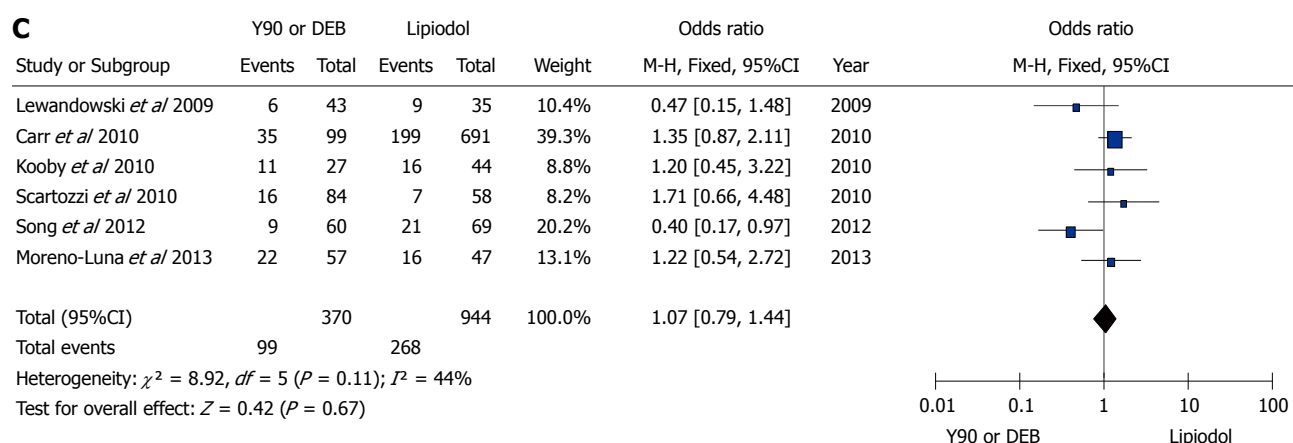 C
Y90 or DEB Lipiodol Odds ratio Odds ratio
Study or Subgroup Events Total Events Total Weight M-H, Fixed, 95%CI Year M-H, Fixed, 95%CI
Lewandowski et al 2009 6 43 9 35 10.4% 0.47 [0.15, 1.48] 2009
Carr et al 2010 35 99 199 691 39.3% 1.35 [0.87, 2.11] 2010
Kooby et al 2010 11 27 16 44 8.8% 1.20 [0.45, 3.22] 2010
Scartozzi et al 2010 16 84 7 58 8.2% 1.71 [0.66, 4.48] 2010
Song et al 2012 9 60 21 69 20.2% 0.40 [0.17, 0.97] 2012
Moreno-Luna et al 2013 22 57 16 47 13.1% 1.22 [0.54, 2.72] 2013
Total (95%CI) 370 944 100.0% 1.07 [0.79, 1.44]
Total events 99 268
Heterogeneity: χ² = 8.92, df = 5 (P = 0.11); I² = 44%
Test for overall effect: Z = 0.42 (P = 0.67)
0.01 0.1 1 10 100
Y90 or DEB Lipiodol